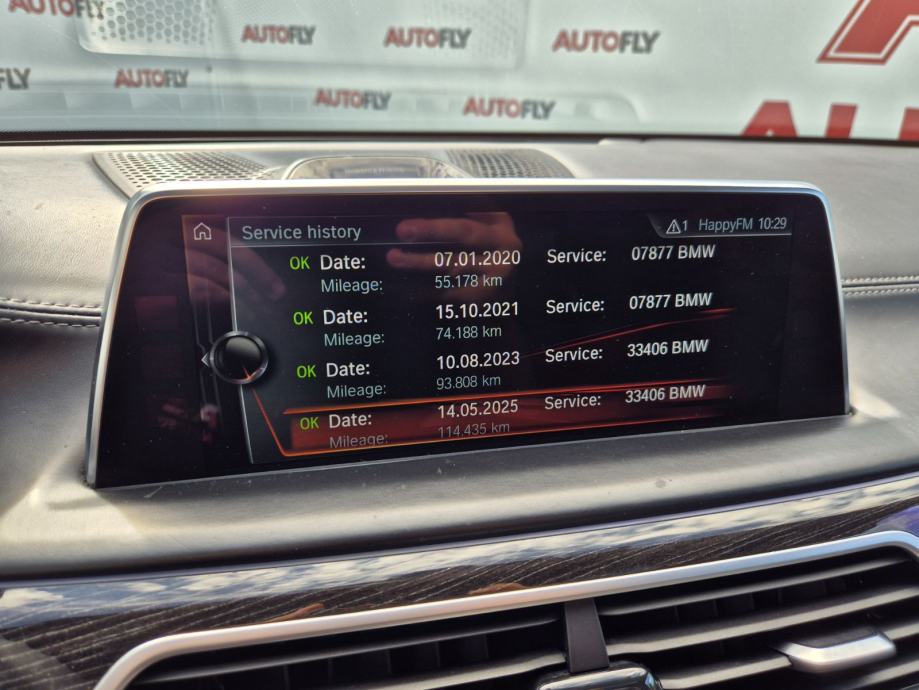 AUTOFLY
AUTOFLY AUTOFLY AUTOFLY
AUTOFLY
AUTOFLY AUTOFLY
Service history
1 HappyFM 10:29
OK Date: 07.01.2020 Service: 07877 BMW
Mileage: 55.178 km
OK Date: 15.10.2021 Service: 07877 BMW
Mileage: 74.188 km
OK Date: 10.08.2023 Service: 33406 BMW
Mileage: 93.808 km
OK Date: 14.05.2025 Service: 33406 BMW
Mileage: 114.435 km